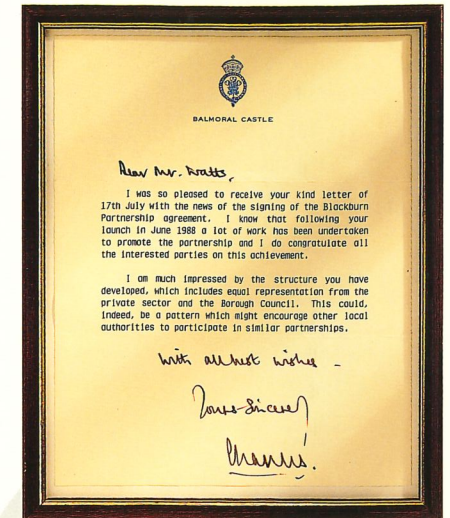 BALMORAL CASTLE
Dear Mr.
I was so pleased to receive your kind letter of
17th July with the news of the signing of the Blackburn
Partnership agreement. I know that following your
launch in June 1988 a lot of work has been undertaken
to promote the partnership and I do congratulate all
the interested parties on this achievement.
I am much impressed by the structure you have
developed, which includes equal representation from the
private sector and the Borough Council. This could,
indeed, be a pattern which might encourage other local
authorities to participate in similar partnerships.
With all best wishes -
Yours Sincerely
Charles.